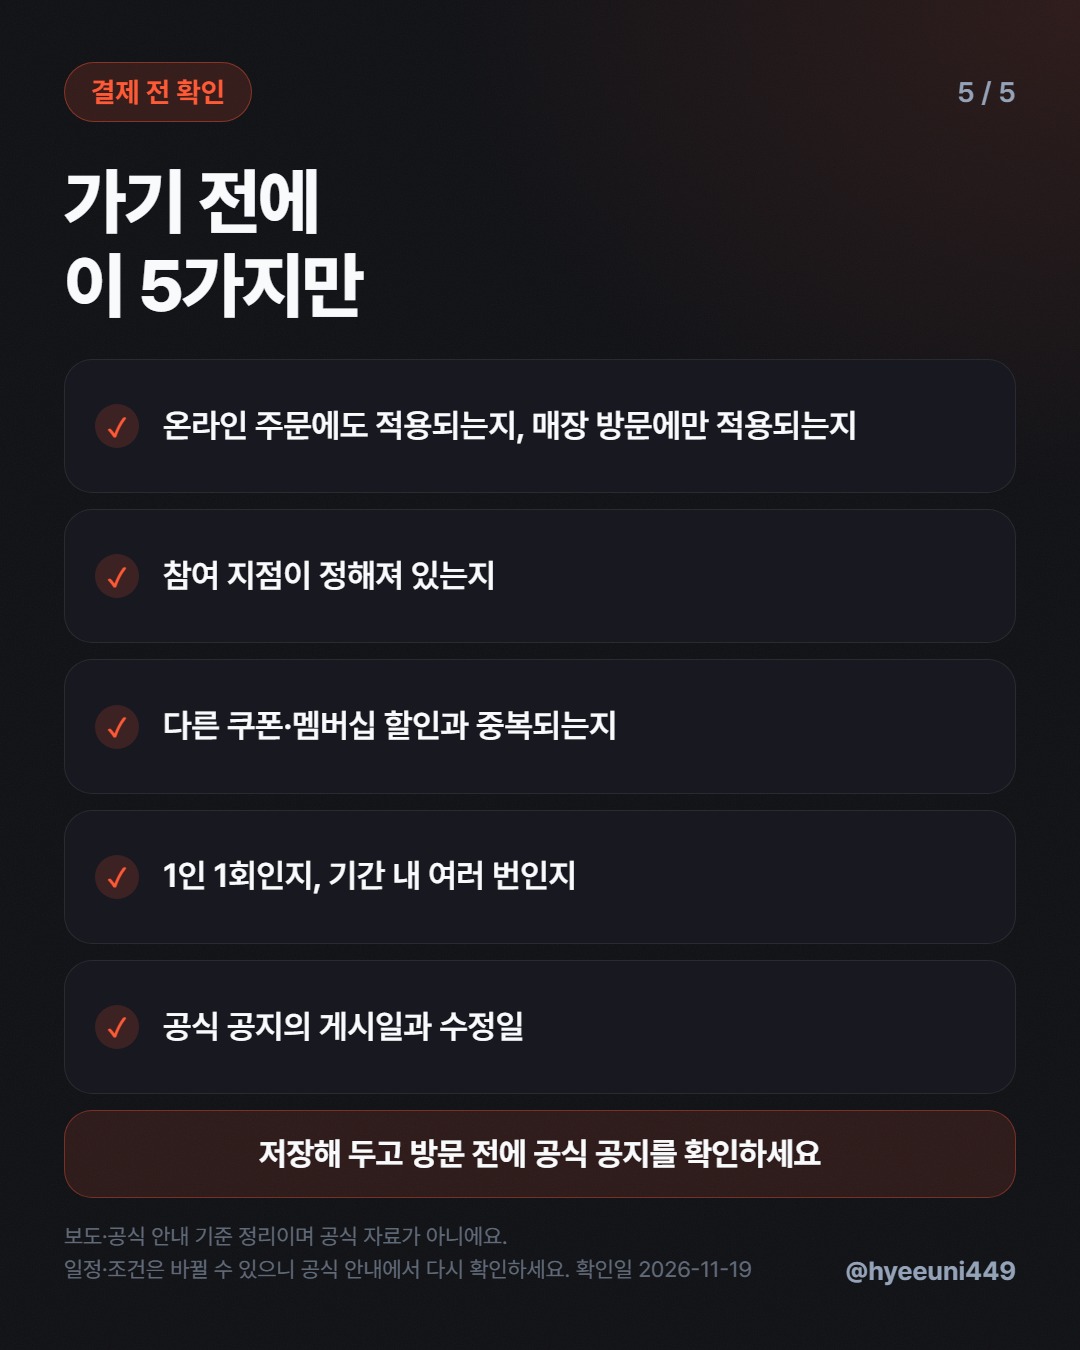 결제 전 확인
5 / 5
가기 전에
이 5가지만
✓ 온라인 주문에도 적용되는지, 매장 방문에만 적용되는지
✓ 참여 지점이 정해져 있는지
✓ 다른 쿠폰·멤버십 할인과 중복되는지
✓ 1인 1회인지, 기간 내 여러 번인지
✓ 공식 공지의 게시일과 수정일
저장해 두고 방문 전에 공식 공지를 확인하세요
보도·공식 안내 기준 정리이며 공식 자료가 아니에요.
일정·조건은 바뀔 수 있으니 공식 안내에서 다시 확인하세요. 확인일 2026-11-19
@hyeeuni449